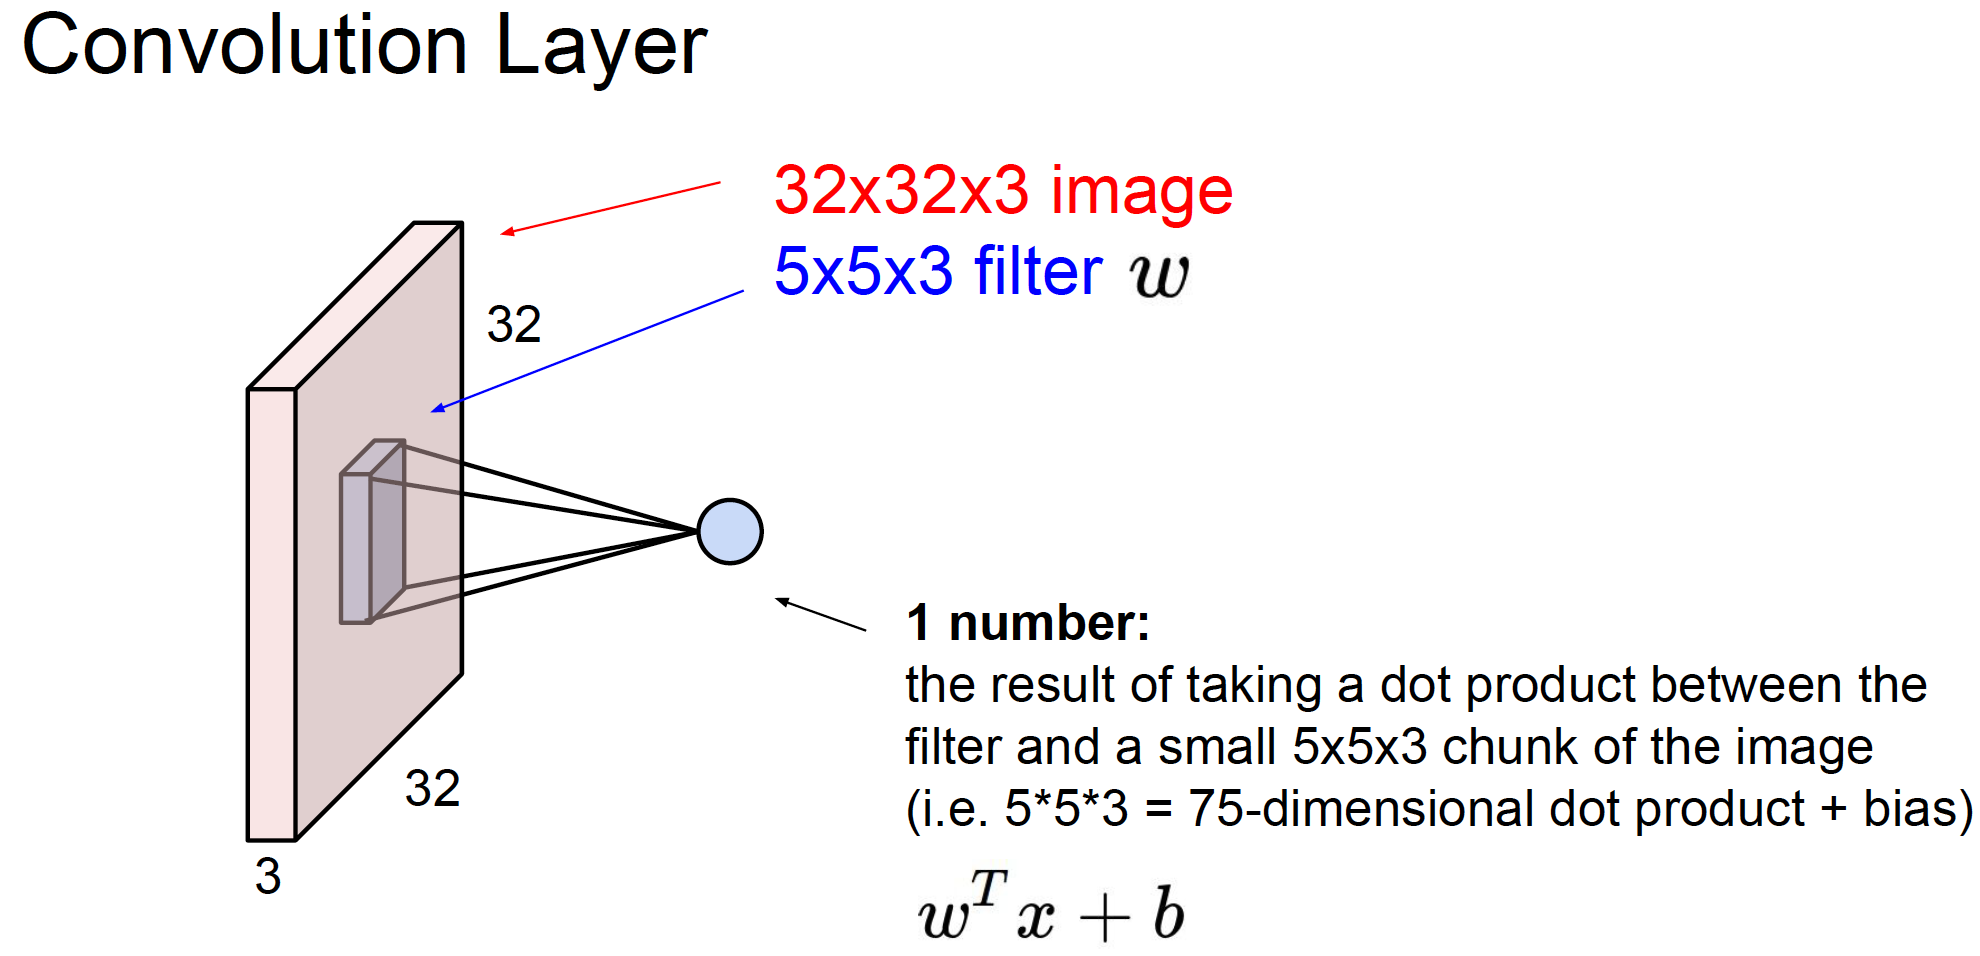 Convolution Layer
32x32x3 image
5x5x3 filter w
32
32
3
1 number:
the result of taking a dot product between the
filter and a small 5x5x3 chunk of the image
(i.e. 5*5*3 = 75-dimensional dot product + bias)
w^T x + b